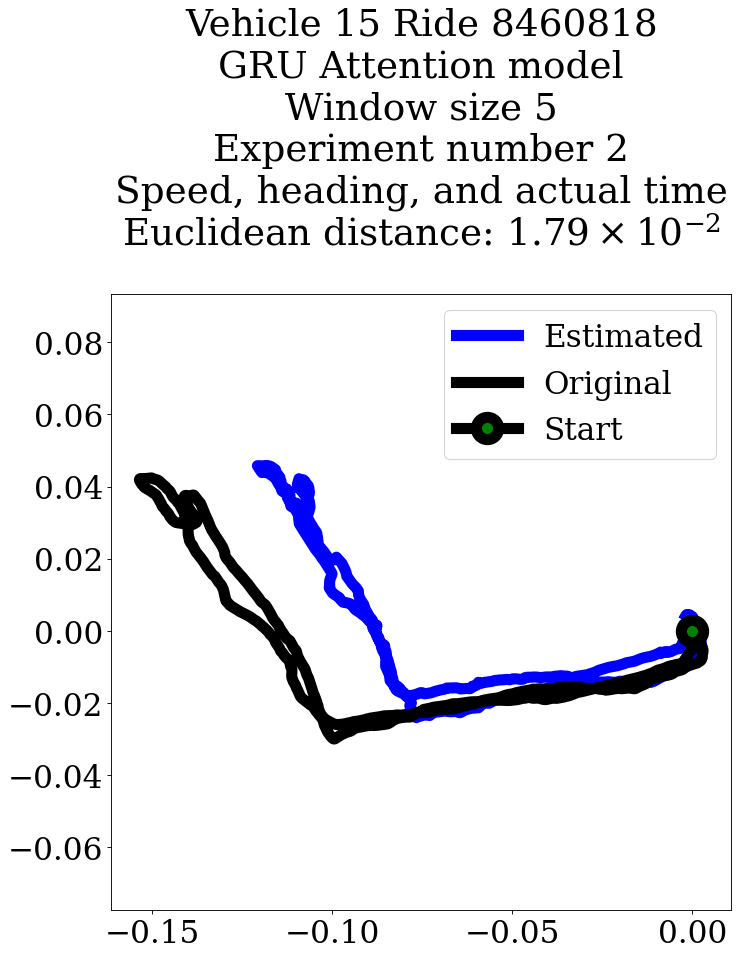 Vehicle 15 Ride 8460818
GRU Attention model
Window size 5
Experiment number 2
Speed, heading, and actual time
Euclidean distance: 1.79 × 10⁻²
Estimated
Original
Start
0.08
0.06
0.04
0.02
0.00
−0.02
−0.04
−0.06
−0.15
−0.10
−0.05
0.00